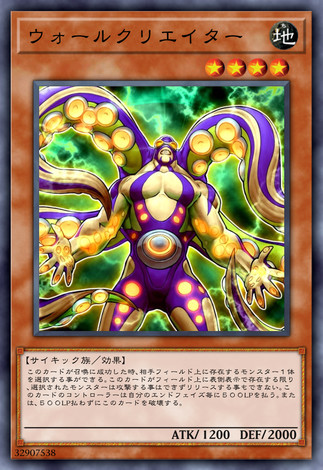 ウォールクリエイター
地
【サイキック族／効果】
このカードが召喚に成功した時、相手フィールド上に存在するモンスター１体
を選択する事ができる。このカードがフィールド上に表側表示で存在する限り
、選択されたモンスターは攻撃する事はできずリリースする事もできない。こ
のカードのコントローラーは自分のエンドフェイズ毎に５００LPを払う。また
は、５００LP払わずにこのカードを破壊する。
ATK/1200 DEF/2000
32907538